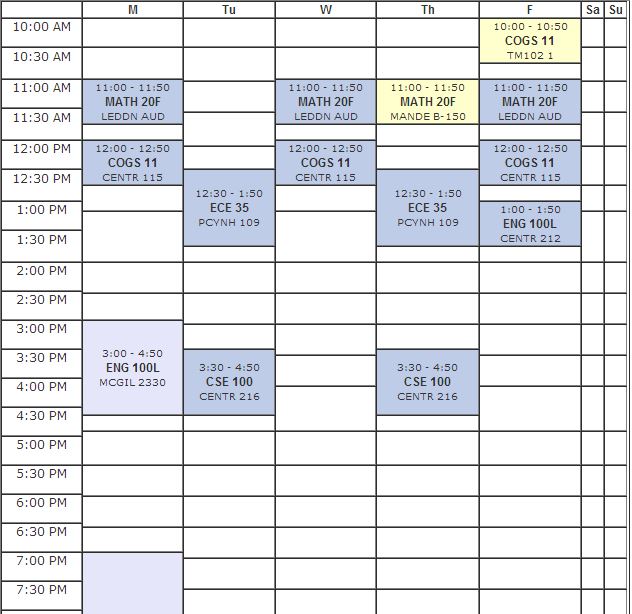 M Tu W Th F Sa Su
10:00 AM
10:00 - 10:50
COGS 11
TM102 1
10:30 AM
11:00 AM
11:00 - 11:50
MATH 20F
LEDDN AUD
11:00 - 11:50
MATH 20F
LEDDN AUD
11:00 - 11:50
MATH 20F
MANDE B-150
11:00 - 11:50
MATH 20F
LEDDN AUD
11:30 AM
12:00 PM
12:00 - 12:50
COGS 11
CENTR 115
12:00 - 12:50
COGS 11
CENTR 115
12:00 - 12:50
COGS 11
CENTR 115
12:30 PM
12:30 - 1:50
ECE 35
PCYNH 109
12:30 - 1:50
ECE 35
PCYNH 109
1:00 PM
1:00 - 1:50
ENG 100L
CENTR 212
1:30 PM
2:00 PM
2:30 PM
3:00 PM
3:00 - 4:50
ENG 100L
MCGIL 2330
3:30 PM
3:30 - 4:50
CSE 100
CENTR 216
3:30 - 4:50
CSE 100
CENTR 216
4:00 PM
4:30 PM
5:00 PM
5:30 PM
6:00 PM
6:30 PM
7:00 PM
7:30 PM